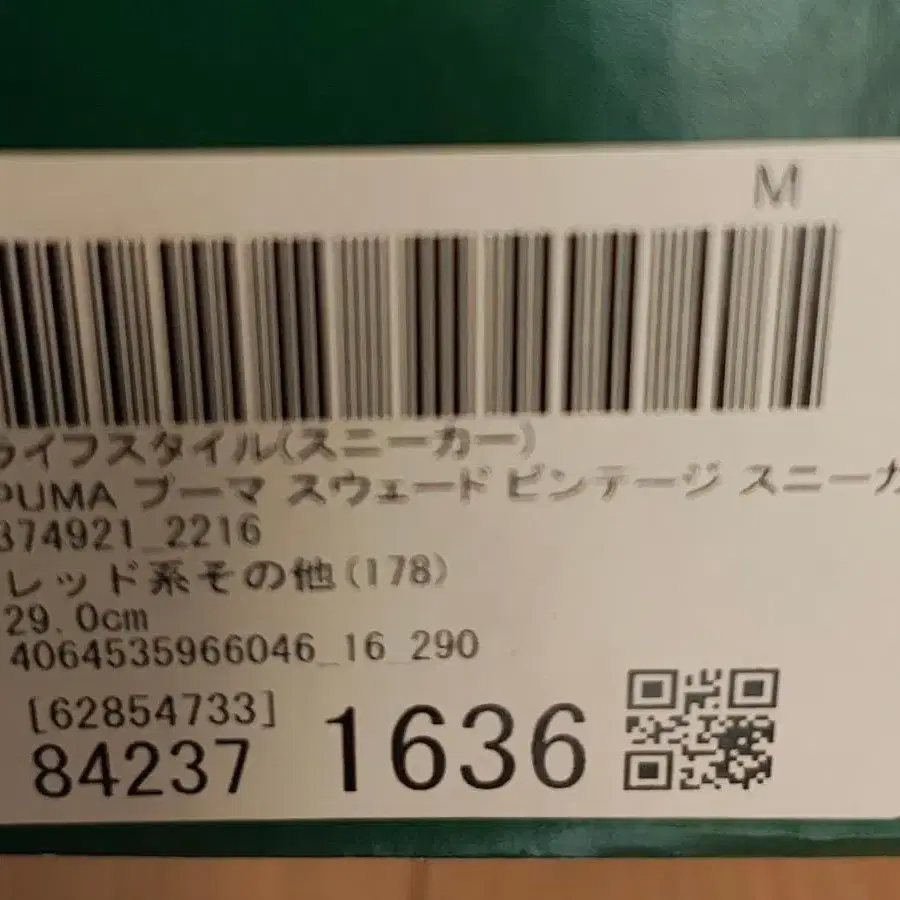 M
ライフスタイル(スニーカー)
PUMA プーマ スウェード ビンテージ スニーカ
374921_2216
レッド系その他(178)
29.0cm
4064535966046_16_290
[62854733]
84237 1636